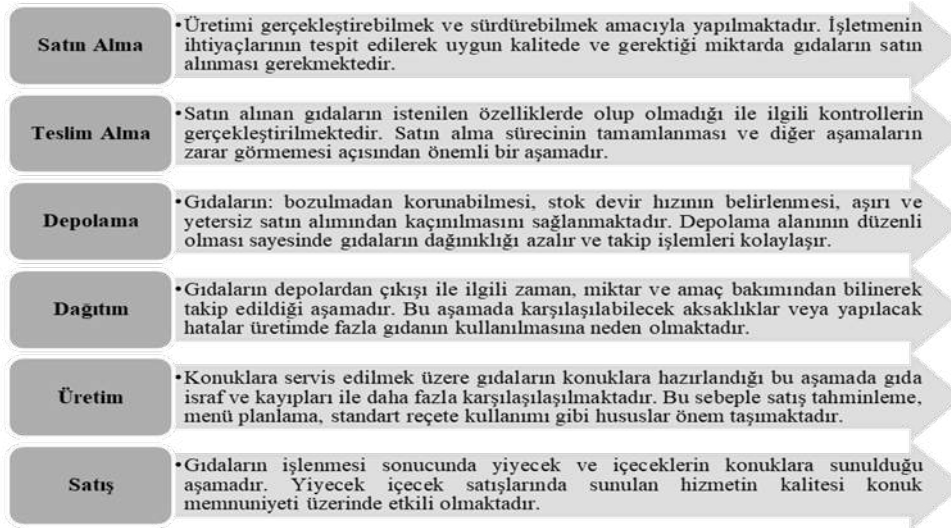 Satın Alma
•Üretimi gerçekleştirebilmek ve sürdürebilmek amacıyla yapılmaktadır. İşletmenin
ihtiyaçlarının tespit edilerek uygun kalitede ve gerektiği miktarda gıdaların satın
alınması gerekmektedir.
Teslim Alma
•Satın alınan gıdaların istenilen özelliklerde olup olmadığı ile ilgili kontrollerin
gerçekleştirilmektedir. Satın alma sürecinin tamamlanması ve diğer aşamaların
zarar görmemesi açısından önemli bir aşamadır.
Depolama
•Gıdaların: bozulmadan korunabilmesi, stok devir hızının belirlenmesi, aşırı ve
yetersiz satın alımından kaçınılmasını sağlanmaktadır. Depolama alanının düzenli
olması sayesinde gıdaların dağınıklığı azalır ve takip işlemleri kolaylaşır.
Dağıtım
•Gıdaların depolardan çıkışı ile ilgili zaman, miktar ve amaç bakımından bilinerek
takip edildiği aşamadır. Bu aşamada karşılaşılabilecek aksaklıklar veya yapılacak
hatalar üretimde fazla gıdanın kullanılmasına neden olmaktadır.
Üretim
•Konuklara servis edilmek üzere gıdaların konuklara hazırlandığı bu aşamada gıda
israf ve kayıpları ile daha fazla karşılaşılaşılmaktadır. Bu sebeple satış tahminleme,
menü planlama, standart reçete kullanımı gibi hususlar önem taşımaktadır.
Satış
•Gıdaların işlenmesi sonucunda yiyecek ve içeceklerin konuklara sunulduğu
aşamadır. Yiyecek içecek satışlarında sunulan hizmetin kalitesi konuk
memnuniyeti üzerinde etkili olmaktadır.